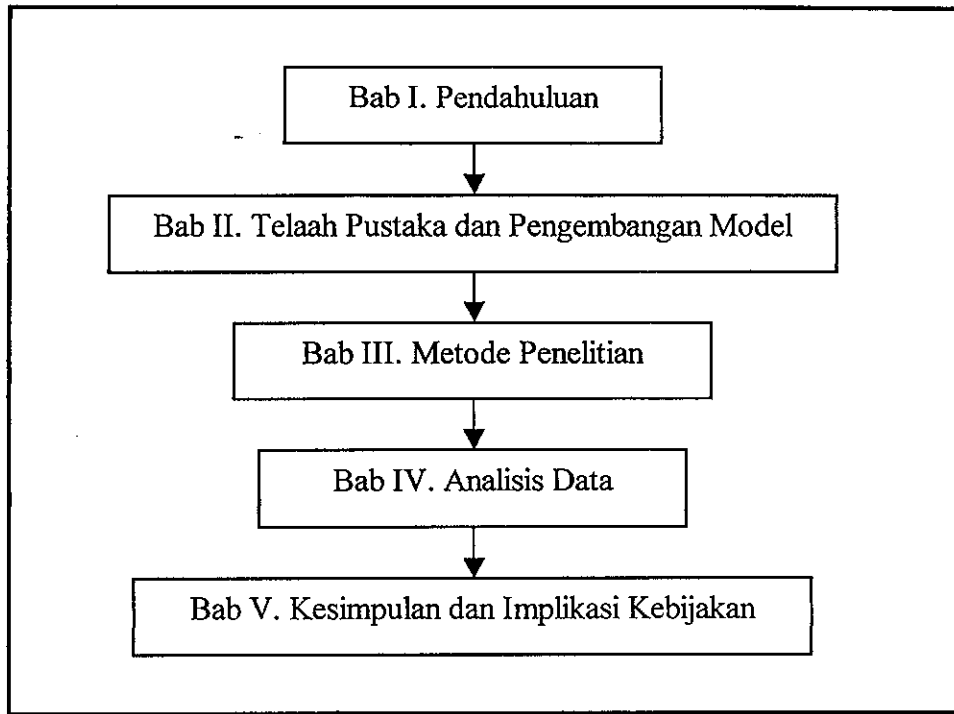 Bab I. Pendahuluan
Bab II. Telaah Pustaka dan Pengembangan Model
Bab III. Metode Penelitian
Bab IV. Analisis Data
Bab V. Kesimpulan dan Implikasi Kebijakan